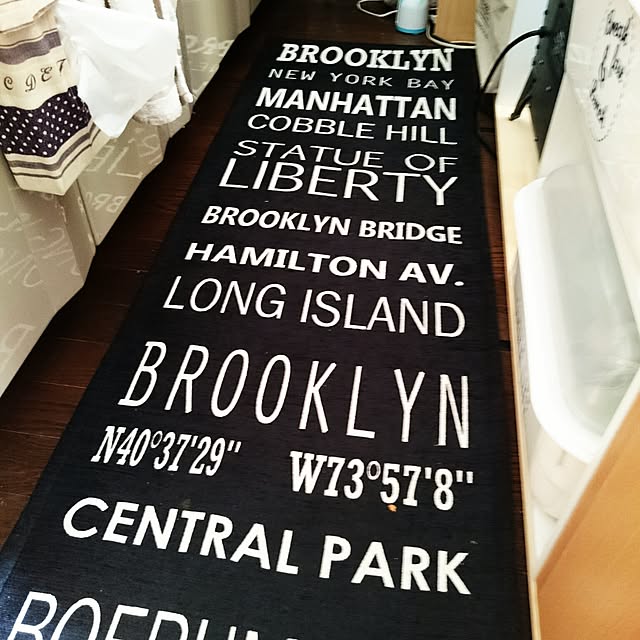 BROOKLYN
NEW YORK BAY
MANHATTAN
COBBLE HILL
STATUE OF
LIBERTY
BROOKLYN BRIDGE
HAMILTON AV.
LONG ISLAND
BROOKLYN
N40°37'29" W73°57'8"
CENTRAL PARK
C D E F